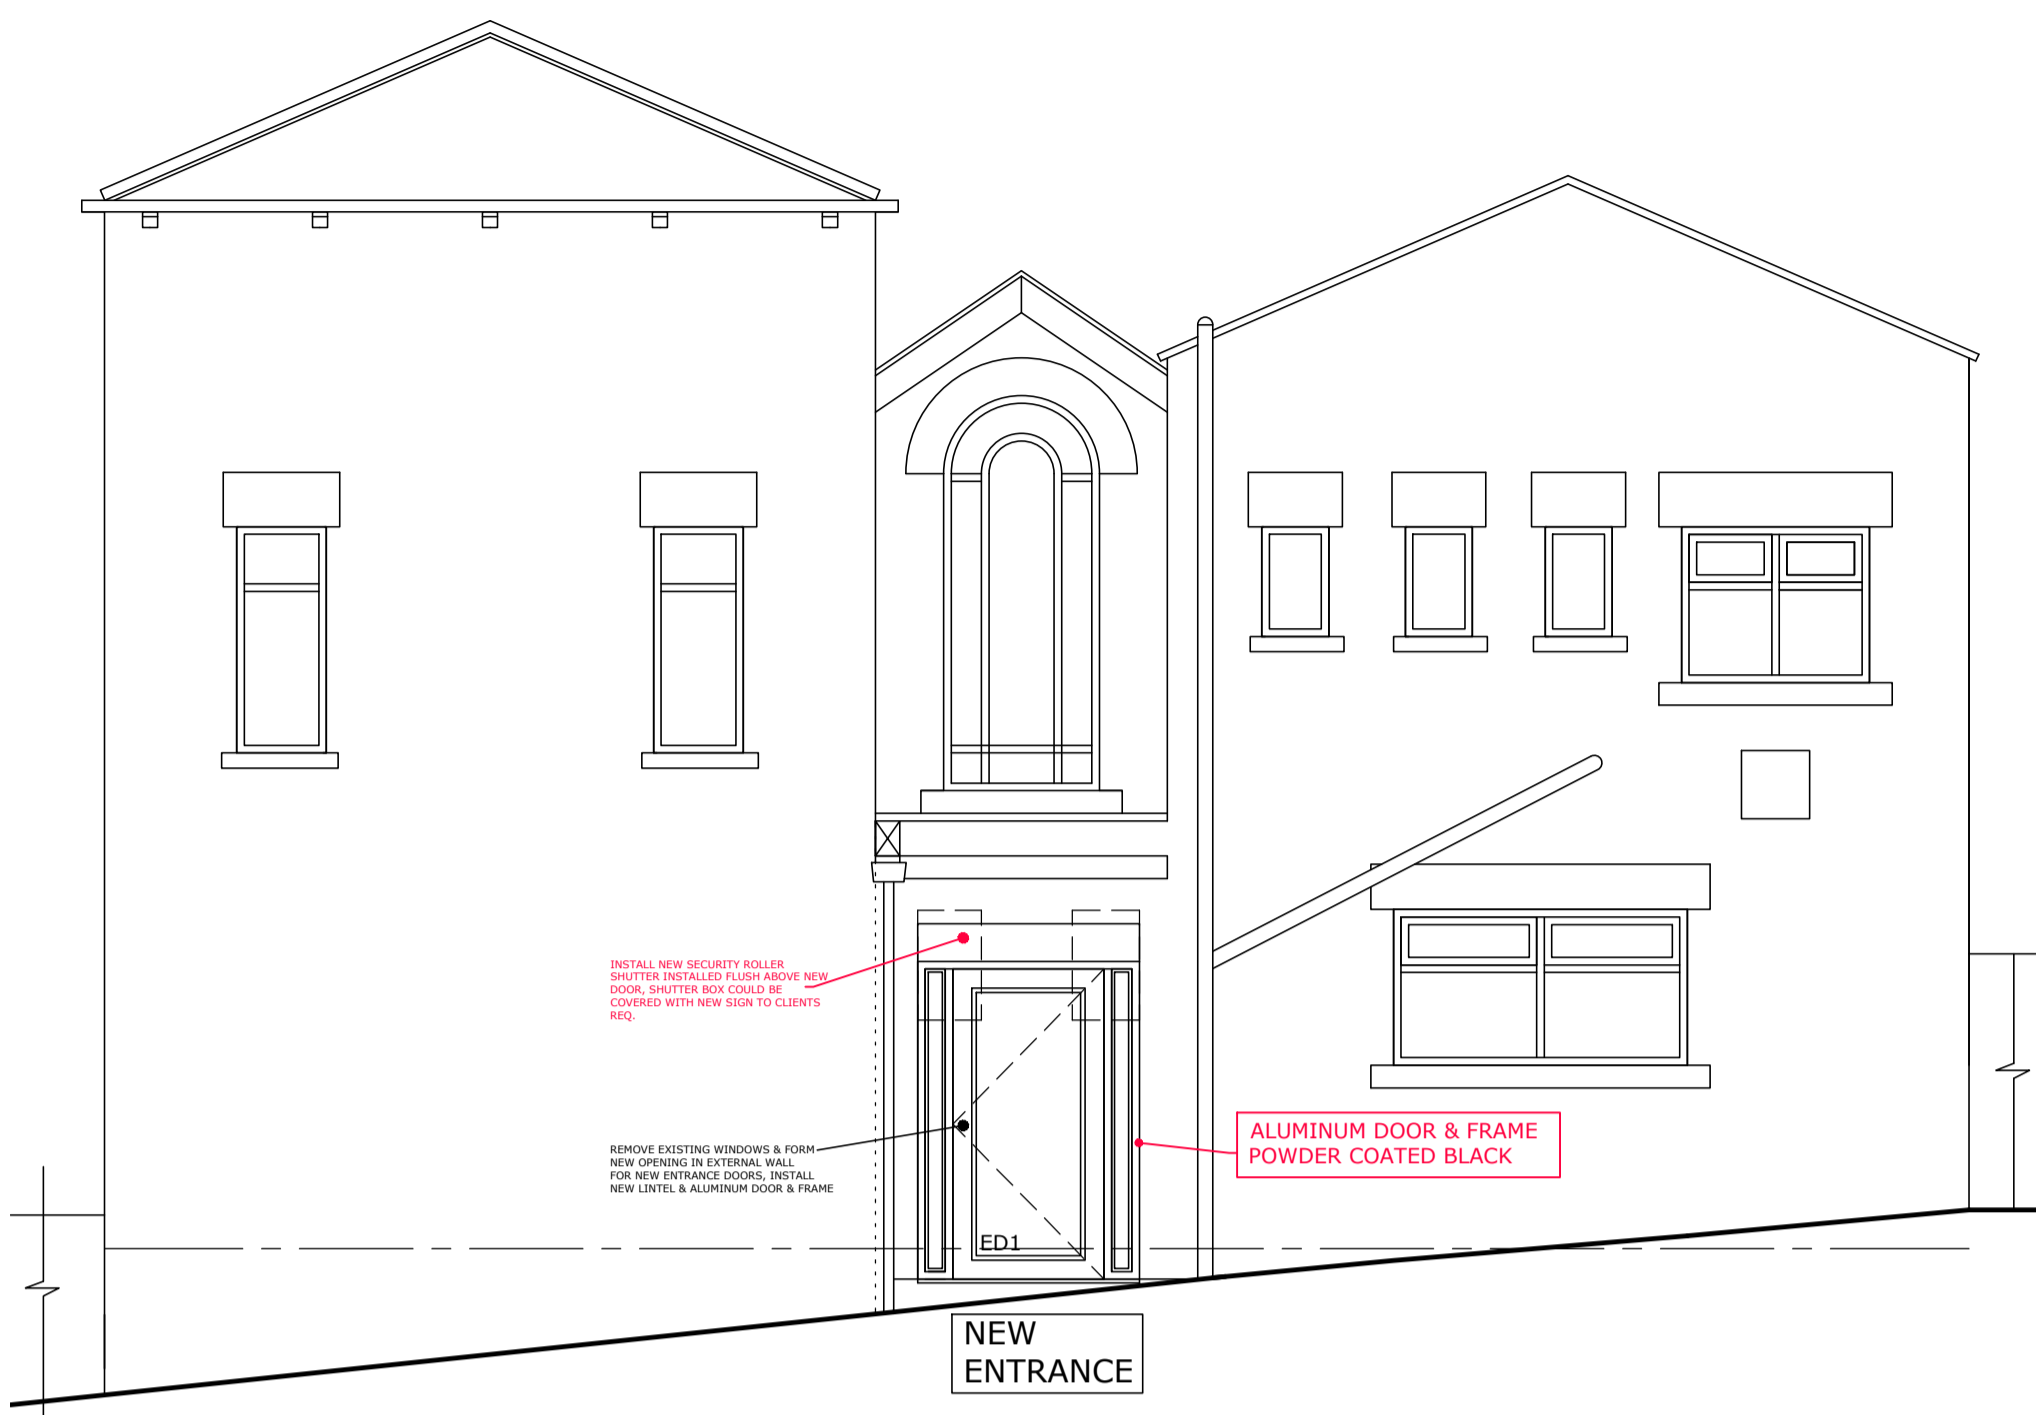 INSTALL NEW SECURITY ROLLER
SHUTTER INSTALLED FLUSH ABOVE NEW
DOOR, SHUTTER BOX COULD BE
COVERED WITH NEW SIGN TO CLIENTS
REQ.
REMOVE EXISTING WINDOWS & FORM
NEW OPENING IN EXTERNAL WALL
FOR NEW ENTRANCE DOORS, INSTALL
NEW LINTEL & ALUMINUM DOOR & FRAME
ALUMINUM DOOR & FRAME
POWDER COATED BLACK
ED1
NEW
ENTRANCE